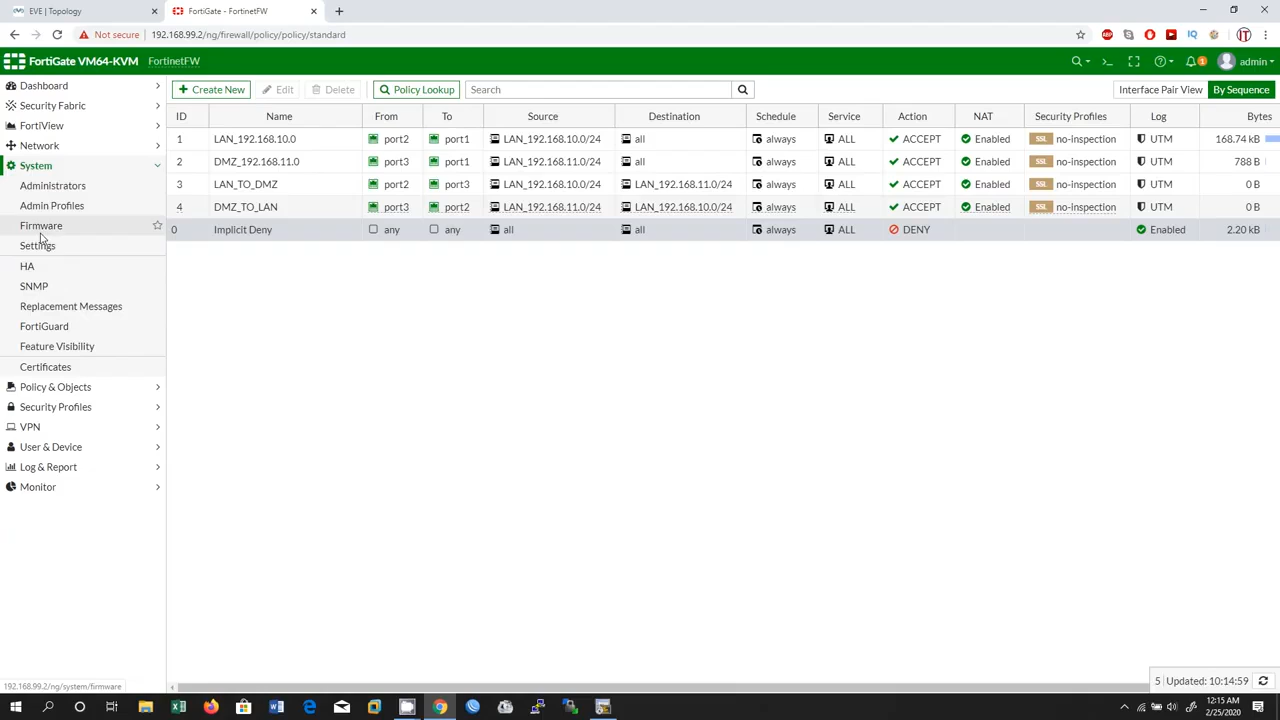 EVE | Topology
FortiGate - FortinetFW
Not secure
192.168.99.2/ng/firewall/policy/policy/standard
FortiGate VM64-KVM
FortinetFW
1
admin
Dashboard
Security Fabric
FortiView
Network
System
Administrators
Admin Profiles
Firmware
Settings
HA
SNMP
Replacement Messages
FortiGuard
Feature Visibility
Certificates
Policy & Objects
Security Profiles
VPN
User & Device
Log & Report
Monitor
Create New Edit Delete Policy Lookup Search Interface Pair View By Sequence
ID Name From To Source Destination Schedule Service Action NAT Security Profiles Log Bytes
1 LAN_192.168.10.0 port2 port1 LAN_192.168.10.0/24 all always ALL ACCEPT Enabled SSL no-inspection UTM 168.74 kB
2 DMZ_192.168.11.0 port3 port1 LAN_192.168.11.0/24 all always ALL ACCEPT Enabled SSL no-inspection UTM 788 B
3 LAN_TO_DMZ port2 port3 LAN_192.168.10.0/24 LAN_192.168.11.0/24 always ALL ACCEPT Enabled SSL no-inspection UTM 0 B
4 DMZ_TO_LAN port3 port2 LAN_192.168.11.0/24 LAN_192.168.10.0/24 always ALL ACCEPT Enabled SSL no-inspection UTM 0 B
0 Implicit Deny any any all all always ALL DENY Enabled 2.20 kB
5 Updated: 10:14:59
192.168.99.2/ng/system/firmware
12:15 AM
2/25/2020